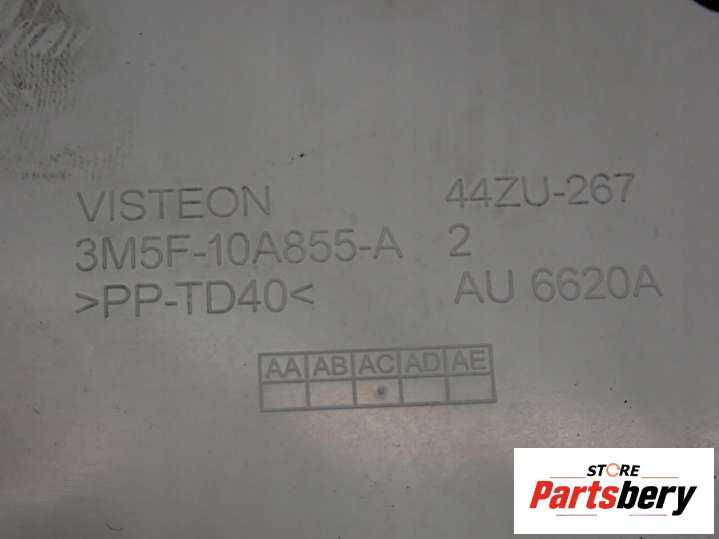 VISTEON 44ZU-267
3M5F-10A855-A 2
>PP-TD40< AU 6620A
AA AB AC AD AE
STORE
Partsbery